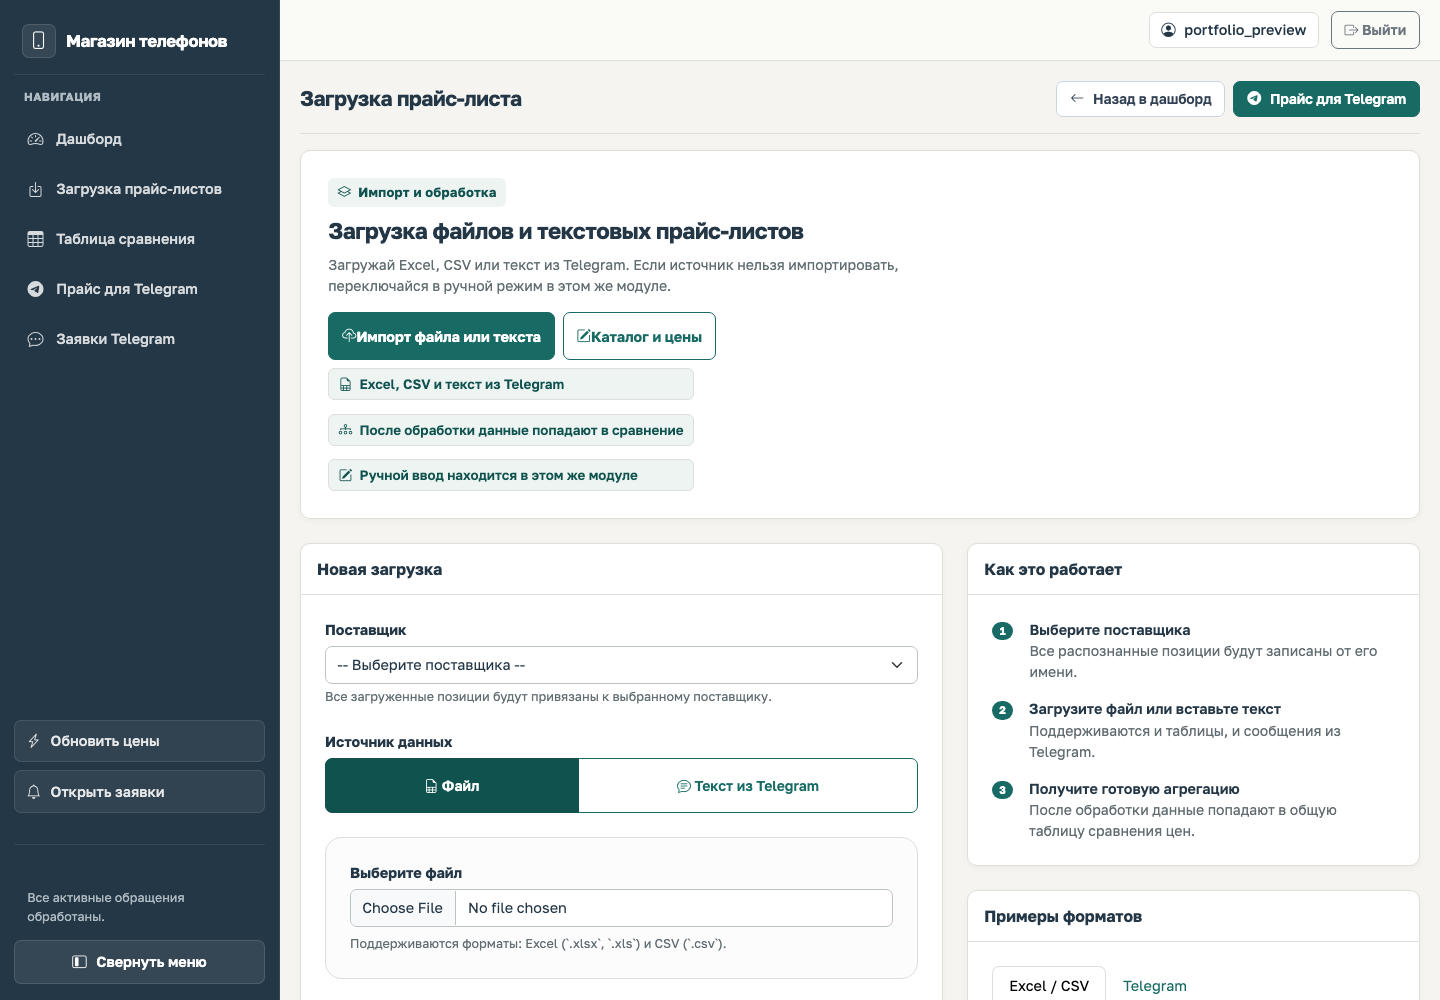 Магазин телефонов
НАВИГАЦИЯ
Дашборд
Загрузка прайс-листов
Таблица сравнения
Прайс для Telegram
Заявки Telegram
Обновить цены
Открыть заявки
Все активные обращения
обработаны.
Свернуть меню
portfolio_preview
Выйти
Загрузка прайс-листа
Назад в дашборд
Прайс для Telegram
Импорт и обработка
Загрузка файлов и текстовых прайс-листов
Загружай Excel, CSV или текст из Telegram. Если источник нельзя импортировать,
переключайся в ручной режим в этом же модуле.
Импорт файла или текста
Каталог и цены
Excel, CSV и текст из Telegram
После обработки данные попадают в сравнение
Ручной ввод находится в этом же модуле
Новая загрузка
Поставщик
-- Выберите поставщика --
Все загруженные позиции будут привязаны к выбранному поставщику.
Источник данных
Файл
Текст из Telegram
Выберите файл
Choose File
No file chosen
Поддерживаются форматы: Excel (`.xlsx`, `.xls`) и CSV (`.csv`).
Как это работает
1
Выберите поставщика
Все распознанные позиции будут записаны от его
имени.
2
Загрузите файл или вставьте текст
Поддерживаются и таблицы, и сообщения из
Telegram.
3
Получите готовую агрегацию
После обработки данные попадают в общую
таблицу сравнения цен.
Примеры форматов
Excel / CSV
Telegram